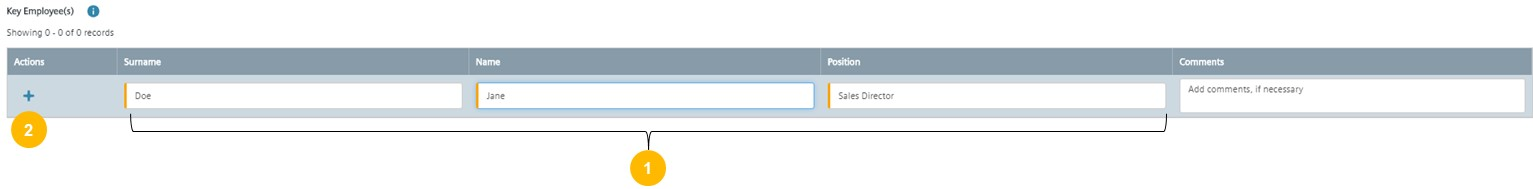 Key Employee(s) i
Showing 0 - 0 of 0 records
Actions Surname Name Position Comments
+ Doe Jane Sales Director Add comments, if necessary
2
1